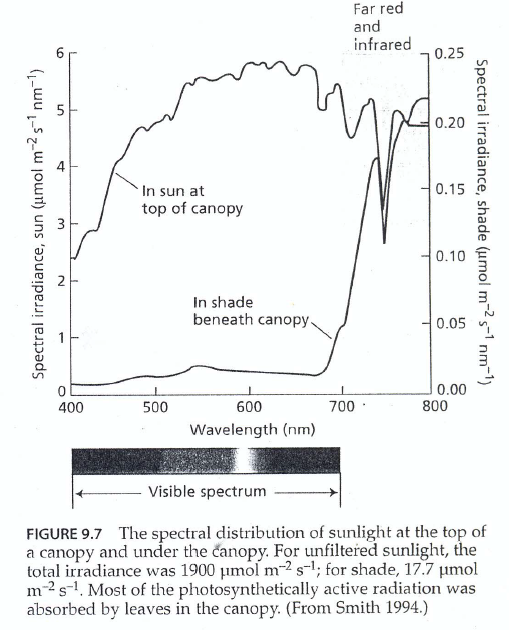 Far red
and
infrared
6
5
4
3
2
1
0
Spectral irradiance, sun (µmol m⁻² s⁻¹ nm⁻¹)
0.25
0.20
0.15
0.10
0.05
0.00
Spectral irradiance, shade (µmol m⁻² s⁻¹ nm⁻¹)
In sun at
top of canopy
In shade
beneath canopy
400 500 600 700 800
Wavelength (nm)
Visible spectrum
FIGURE 9.7 The spectral distribution of sunlight at the top of
a canopy and under the canopy. For unfiltered sunlight, the
total irradiance was 1900 µmol m⁻² s⁻¹; for shade, 17.7 µmol
m⁻² s⁻¹. Most of the photosynthetically active radiation was
absorbed by leaves in the canopy. (From Smith 1994.)